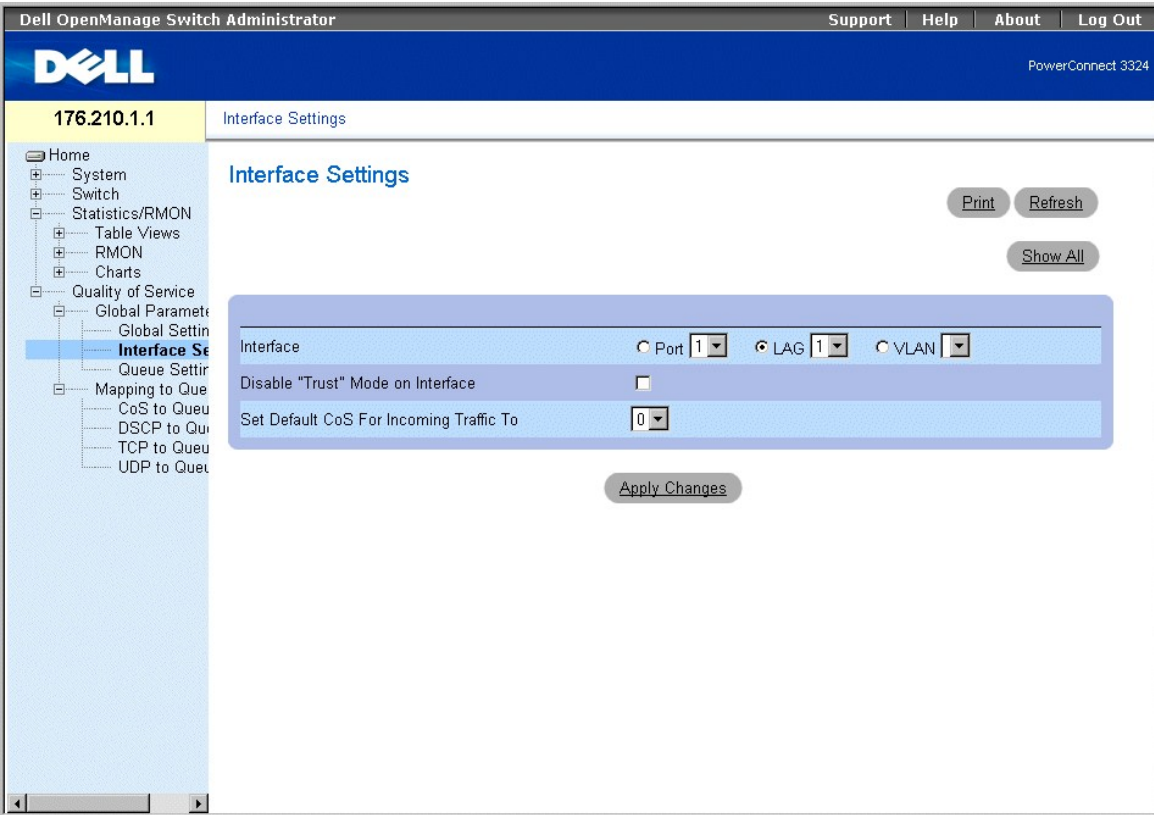 Dell OpenManage Switch Administrator Support Help About Log Out
DELL
PowerConnect 3324
176.210.1.1
Interface Settings
Home
System
Switch
Statistics/RMON
Table Views
RMON
Charts
Quality of Service
Global Paramete
Global Settin
Interface Se
Queue Settin
Mapping to Que
CoS to Queu
DSCP to Qu
TCP to Queu
UDP to Queu
Interface Settings
Print Refresh
Show All
Interface Port 1 LAG 1 VLAN
Disable "Trust" Mode on Interface
Set Default CoS For Incoming Traffic To 0
Apply Changes